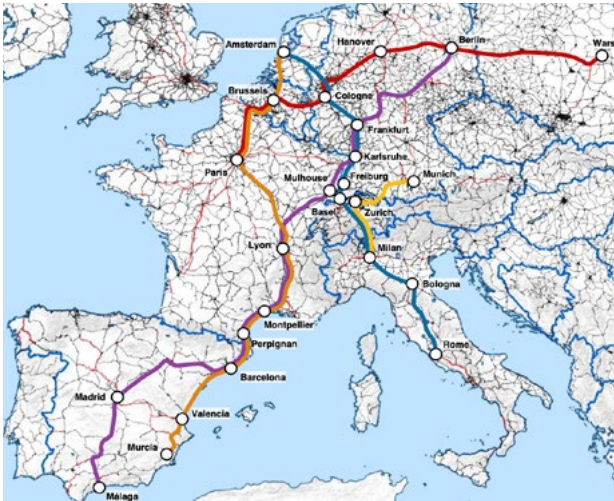 Amsterdam
Hanover
Berlin
Wars
Brussels
Cologne
Frankfurt
Paris
Karlsruhe
Mulhouse
Freiburg
Munich
Basel
Zurich
Lyon
Milan
Bologna
Montpellier
Perpignan
Rome
Barcelona
Madrid
Valencia
Murcia
Málaga